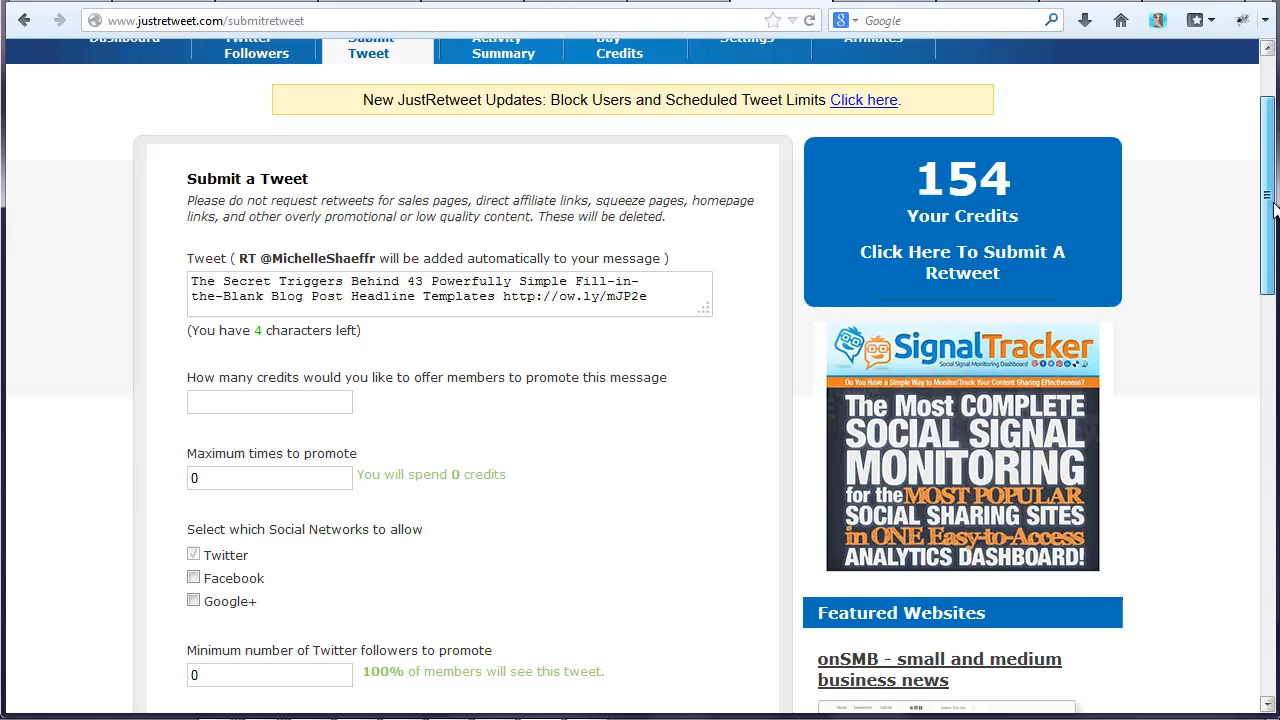 www.justretweet.com/submitretweet
Google
Dashboard
Twitter
Followers
Submit
Tweet
Activity
Summary
Buy
Credits
Settings
Affiliates
New JustRetweet Updates: Block Users and Scheduled Tweet Limits Click here.
Submit a Tweet
Please do not request retweets for sales pages, direct affiliate links, squeeze pages, homepage
links, and other overly promotional or low quality content. These will be deleted.
Tweet ( RT @MichelleShaeffr will be added automatically to your message )
The Secret Triggers Behind 43 Powerfully Simple Fill-in-
the-Blank Blog Post Headline Templates http://ow.ly/mJP2e
(You have 4 characters left)
How many credits would you like to offer members to promote this message
Maximum times to promote
0
You will spend 0 credits
Select which Social Networks to allow
Twitter
Facebook
Google+
Minimum number of Twitter followers to promote
0
100% of members will see this tweet.
154
Your Credits
Click Here To Submit A
Retweet
SignalTracker
Social Signal Monitoring Dashboard
Do You Have a Simple Way to Monitor/Track Your Content Sharing Effectiveness?
The Most COMPLETE
SOCIAL SIGNAL
MONITORING
for the MOST POPULAR
SOCIAL SHARING SITES
in ONE Easy-to-Access
ANALYTICS DASHBOARD!
Featured Websites
onSMB - small and medium
business news